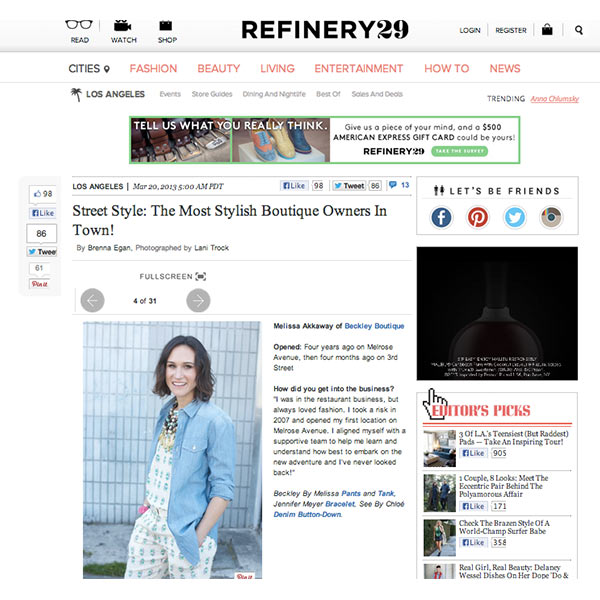 READ
WATCH
SHOP
REFINERY29
LOGIN
REGISTER
CITIES
FASHION
BEAUTY
LIVING
ENTERTAINMENT
HOW TO
NEWS
LOS ANGELES
Events
Store Guides
Dining And Nightlife
Best Of
Sales And Deals
TRENDING
Anna Chlumsky
TELL US WHAT YOU REALLY THINK.
Give us a piece of your mind, and a $500
AMERICAN EXPRESS GIFT CARD could be yours!
REFINERY29
TAKE THE SURVEY
98
Like
86
Tweet
61
Pin it
LOS ANGELES | Mar 20, 2013 5:00 AM PDT
Like 98
Tweet 86
13
Street Style: The Most Stylish Boutique Owners In
Town!
By Brenna Egan, Photographed by Lani Trock
FULLSCREEN
4 of 31
Melissa Akkaway of Beckley Boutique
Opened: Four years ago on Melrose
Avenue, then four months ago on 3rd
Street
How did you get into the business?
"I was in the restaurant business, but
always loved fashion. I took a risk in
2007 and opened my first location on
Melrose Avenue. I aligned myself with a
supportive team to help me learn and
understand how best to embark on the
new adventure and I've never looked
back!"
Beckley By Melissa Pants and Tank,
Jennifer Meyer Bracelet, See By Chloé
Denim Button-Down.
Pin it
LET'S BE FRIENDS
EDITOR'S PICKS
3 Of L.A.'s Teensiest (But Raddest)
Pads — Take An Inspiring Tour!
Like 905
1 Couple, 8 Looks: Meet The
Eccentric Pair Behind The
Polyamorous Affair
Like 171
Check The Brazen Style Of A
World-Champ Surfer Babe
Like 358
Real Girl, Real Beauty: Delaney
Wessel Dishes On Her Dope 'Do &